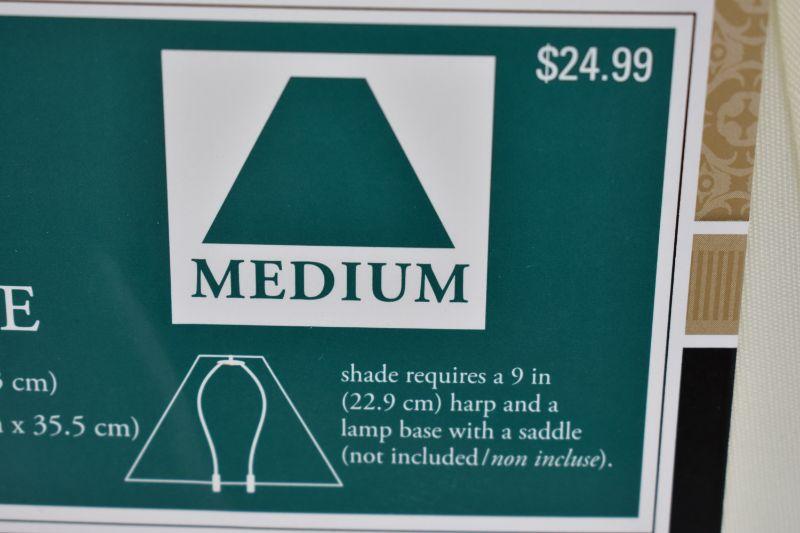 $24.99
MEDIUM
E
cm)
x 35.5 cm)
shade requires a 9 in
(22.9 cm) harp and a
lamp base with a saddle
(not included/non incluse).